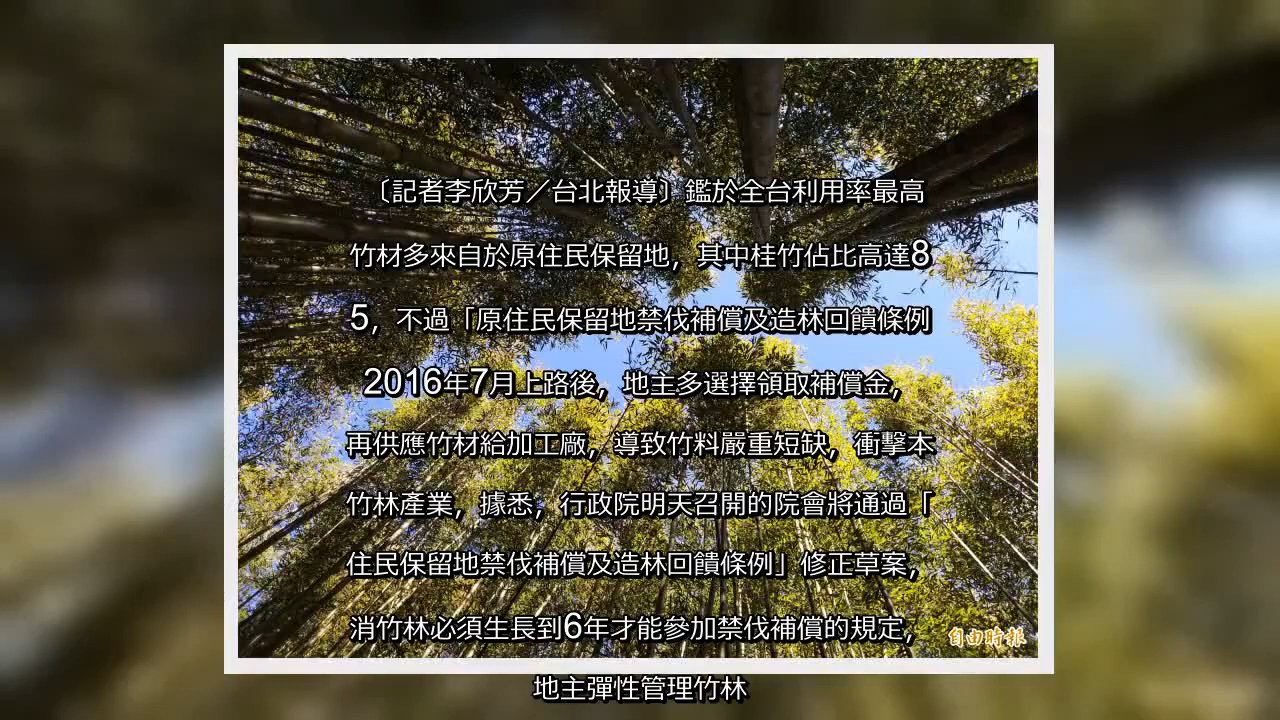 〔記者李欣芳／台北報導〕鑑於全台利用率最高
竹材多來自於原住民保留地，其中桂竹佔比高達8
5，不過「原住民保留地禁伐補償及造林回饋條例
2016年7月上路後，地主多選擇領取補償金，
再供應竹材給加工廠，導致竹料嚴重短缺，衝擊本
竹林產業，據悉，行政院明天召開的院會將通過「
住民保留地禁伐補償及造林回饋條例」修正草案，
消竹林必須生長到6年才能參加禁伐補償的規定，
自由時報
地主彈性管理竹林